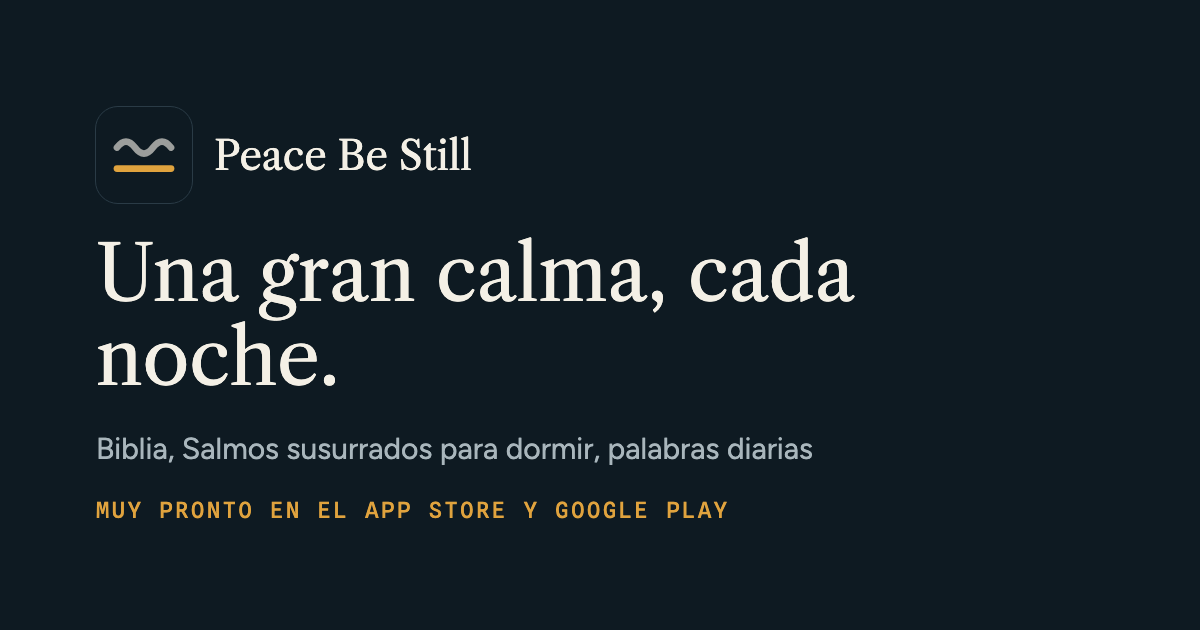 Peace Be Still
Una gran calma, cada
noche.
Biblia, Salmos susurrados para dormir, palabras diarias
MUY PRONTO EN EL APP STORE Y GOOGLE PLAY